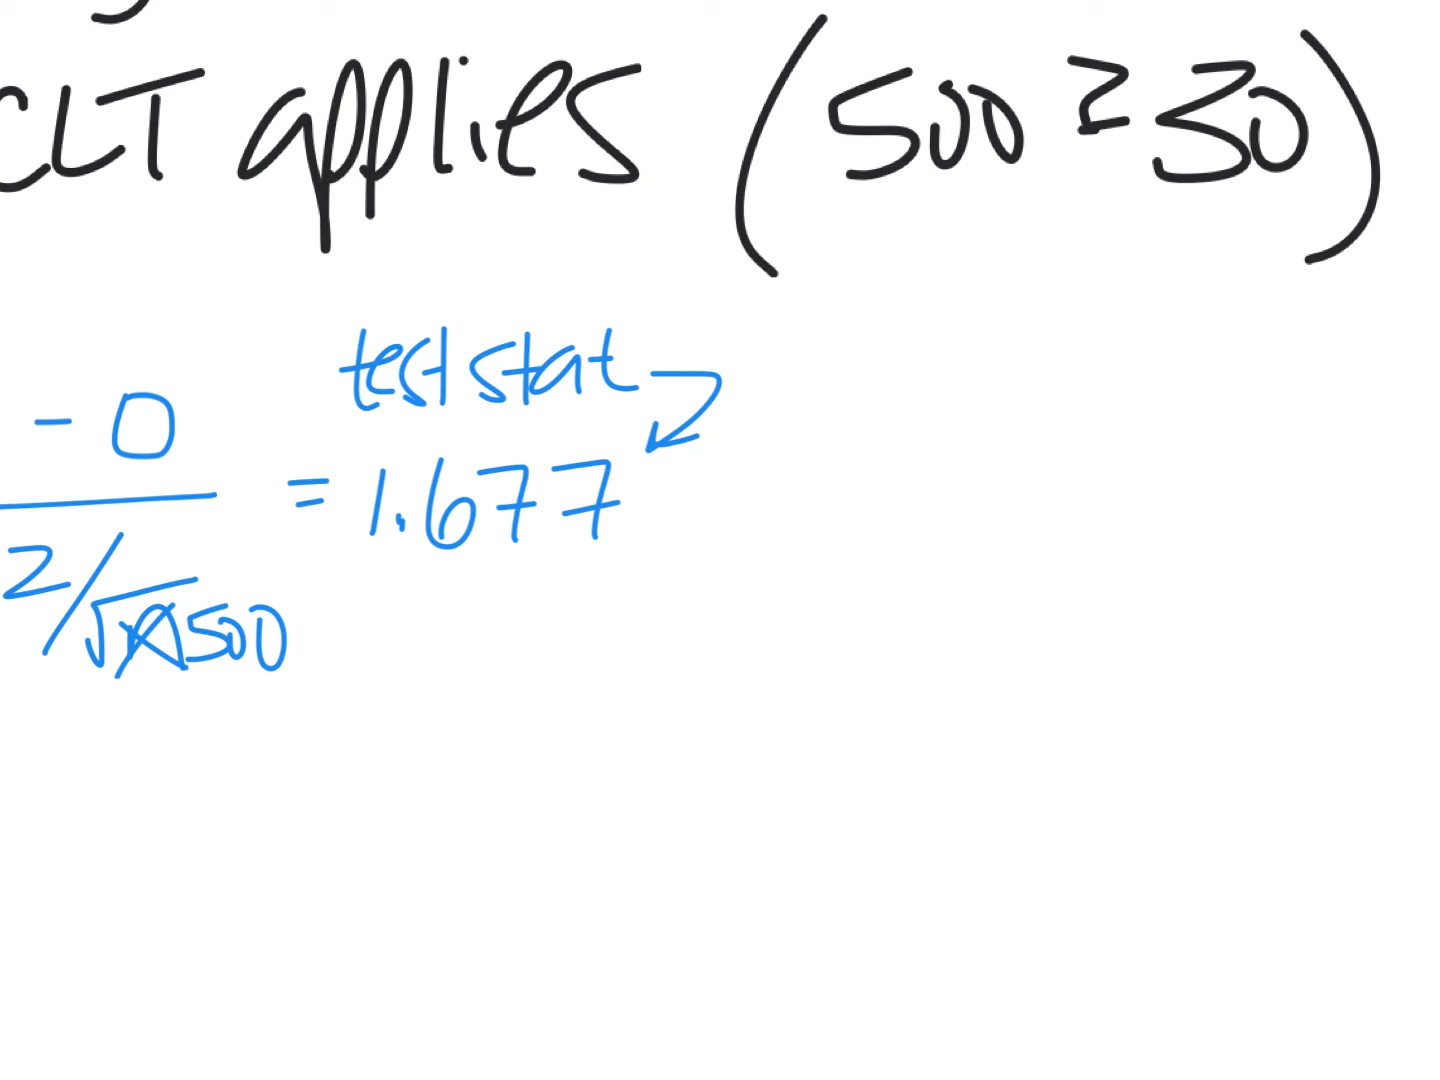 CLT applies (500 ≥ 30)
test stat
- 0
= 1.677
2/√500